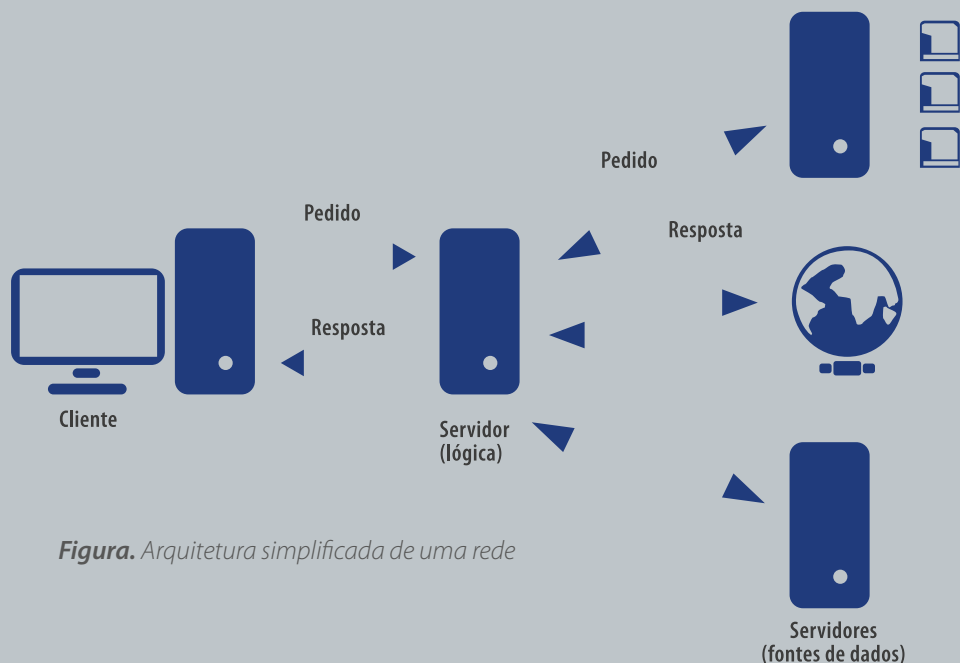 Pedido
Pedido
Resposta
Resposta
Cliente
Servidor
(lógica)
Figura. Arquitetura simplificada de uma rede
Servidores
(fontes de dados)